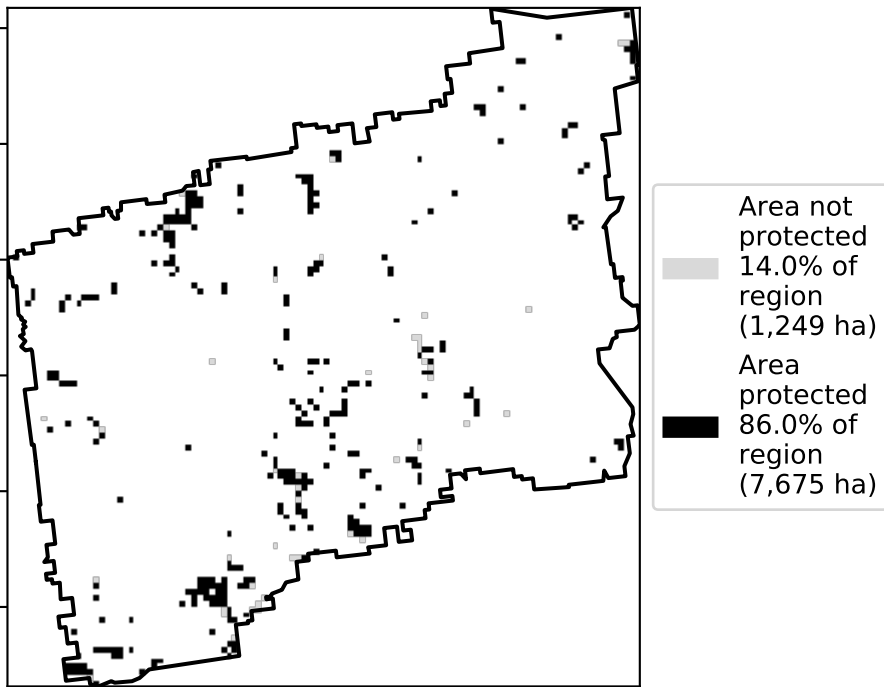 Area not
protected
14.0% of
region
(1,249 ha)
Area
protected
86.0% of
region
(7,675 ha)